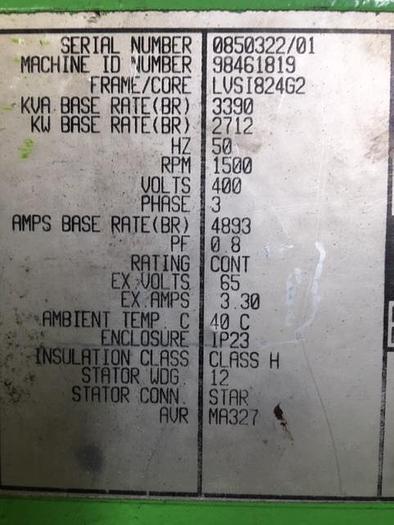 SERIAL NUMBER 0850322/01
MACHINE ID NUMBER 98461819
FRAME/CORE LVSI824G2
KVA BASE RATE(BR) 3390
KW BASE RATE(BR) 2712
HZ 50
RPM 1500
VOLTS 400
PHASE 3
AMPS BASE RATE(BR) 4893
PF 0.8
RATING CONT
EX VOLTS 65
EX AMPS 3.30
AMBIENT TEMP. C 40 C
ENCLOSURE IP23
INSULATION CLASS CLASS H
STATOR WDG. 12
STATOR CONN. STAR
AVR MA327